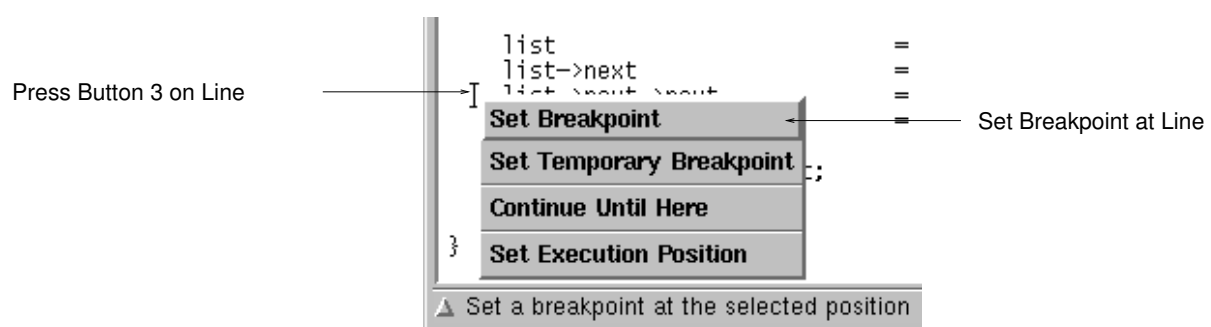 list =
list->next =
Press Button 3 on Line
=
Set Breakpoint =
Set Breakpoint at Line
Set Temporary Breakpoint
;
Continue Until Here
} Set Execution Position
Set a breakpoint at the selected position